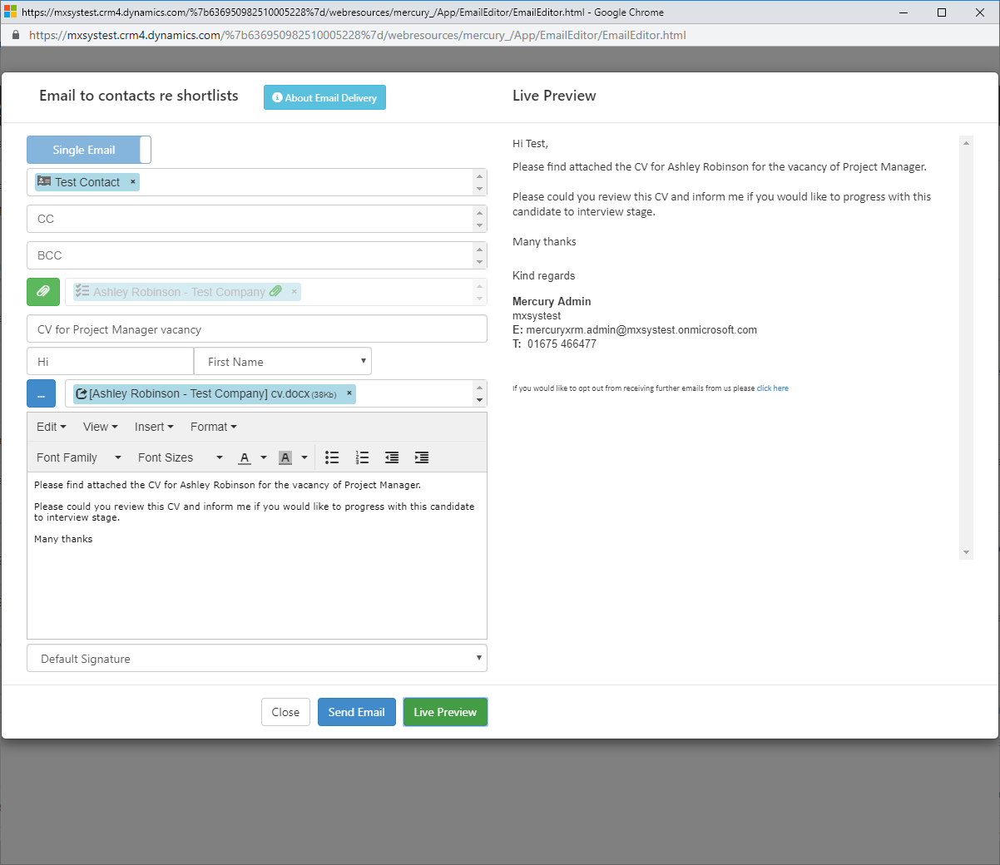 https://mxsystest.crm4.dynamics.com/%7b636950982510005228%7d/webresources/mercury_/App/EmailEditor/EmailEditor.html - Google Chrome
https://mxsystest.crm4.dynamics.com/%7b636950982510005228%7d/webresources/mercury_/App/EmailEditor/EmailEditor.html
Email to contacts re shortlists
About Email Delivery
Single Email
Test Contact ×
CC
BCC
Ashley Robinson - Test Company ×
CV for Project Manager vacancy
Hi
First Name
...
[Ashley Robinson - Test Company] cv.docx (38Kb) ×
Edit View Insert Format
Font Family Font Sizes A A
Please find attached the CV for Ashley Robinson for the vacancy of Project Manager.
Please could you review this CV and inform me if you would like to progress with this candidate
to interview stage.
Many thanks
Default Signature
Close
Send Email
Live Preview
Live Preview
Hi Test,
Please find attached the CV for Ashley Robinson for the vacancy of Project Manager.
Please could you review this CV and inform me if you would like to progress with this
candidate to interview stage.
Many thanks
Kind regards
Mercury Admin
mxsystest
E: mercuryxrm.admin@mxsystest.onmicrosoft.com
T: 01675 466477
If you would like to opt out from receiving further emails from us please click here